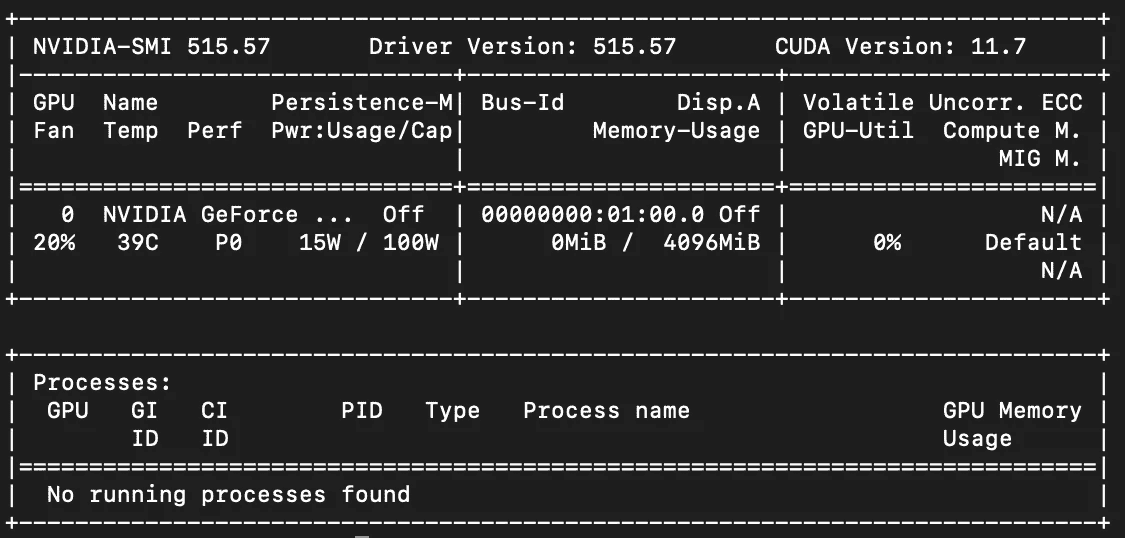 +-----------------------------------------------------------------------------+
| NVIDIA-SMI 515.57       Driver Version: 515.57       CUDA Version: 11.7     |
|-------------------------------+----------------------+----------------------+
| GPU  Name        Persistence-M| Bus-Id        Disp.A | Volatile Uncorr. ECC |
| Fan  Temp  Perf  Pwr:Usage/Cap|         Memory-Usage | GPU-Util  Compute M. |
|                               |                      |               MIG M. |
|===============================+======================+======================|
|   0  NVIDIA GeForce ...  Off  | 00000000:01:00.0 Off |                  N/A |
| 20%   39C    P0    15W / 100W |      0MiB /  4096MiB |      0%      Default |
|                               |                      |                  N/A |
+-------------------------------+----------------------+----------------------+

+-----------------------------------------------------------------------------+
| Processes:                                                                  |
|  GPU   GI   CI        PID   Type   Process name                  GPU Memory |
|        ID   ID                                                   Usage      |
|=============================================================================|
|  No running processes found                                                 |
+-----------------------------------------------------------------------------+